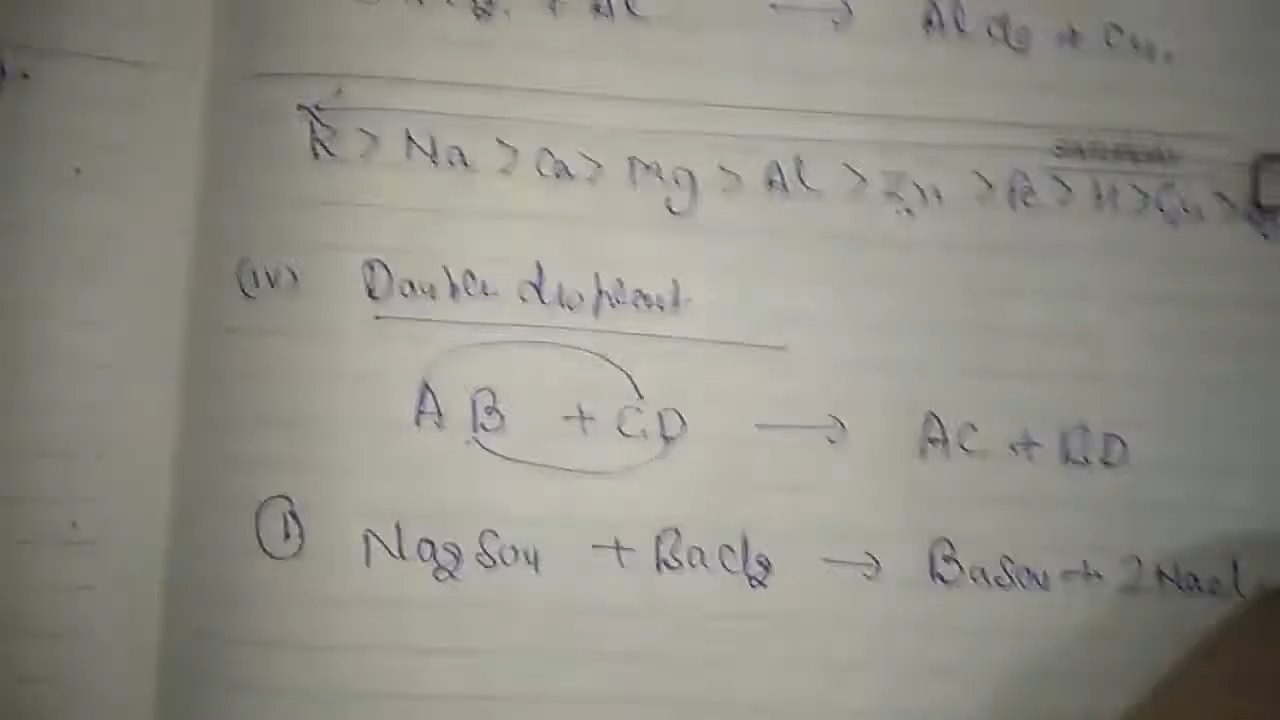 + Al → AlCl3 + Cu.
K > Na > Ca > Mg > Al > Zn > Fe > H > Cu >
(iv) Double displacement
AB + CD → AC + BD
① Na2SO4 + BaCl2 → BaSO4 + 2NaCl